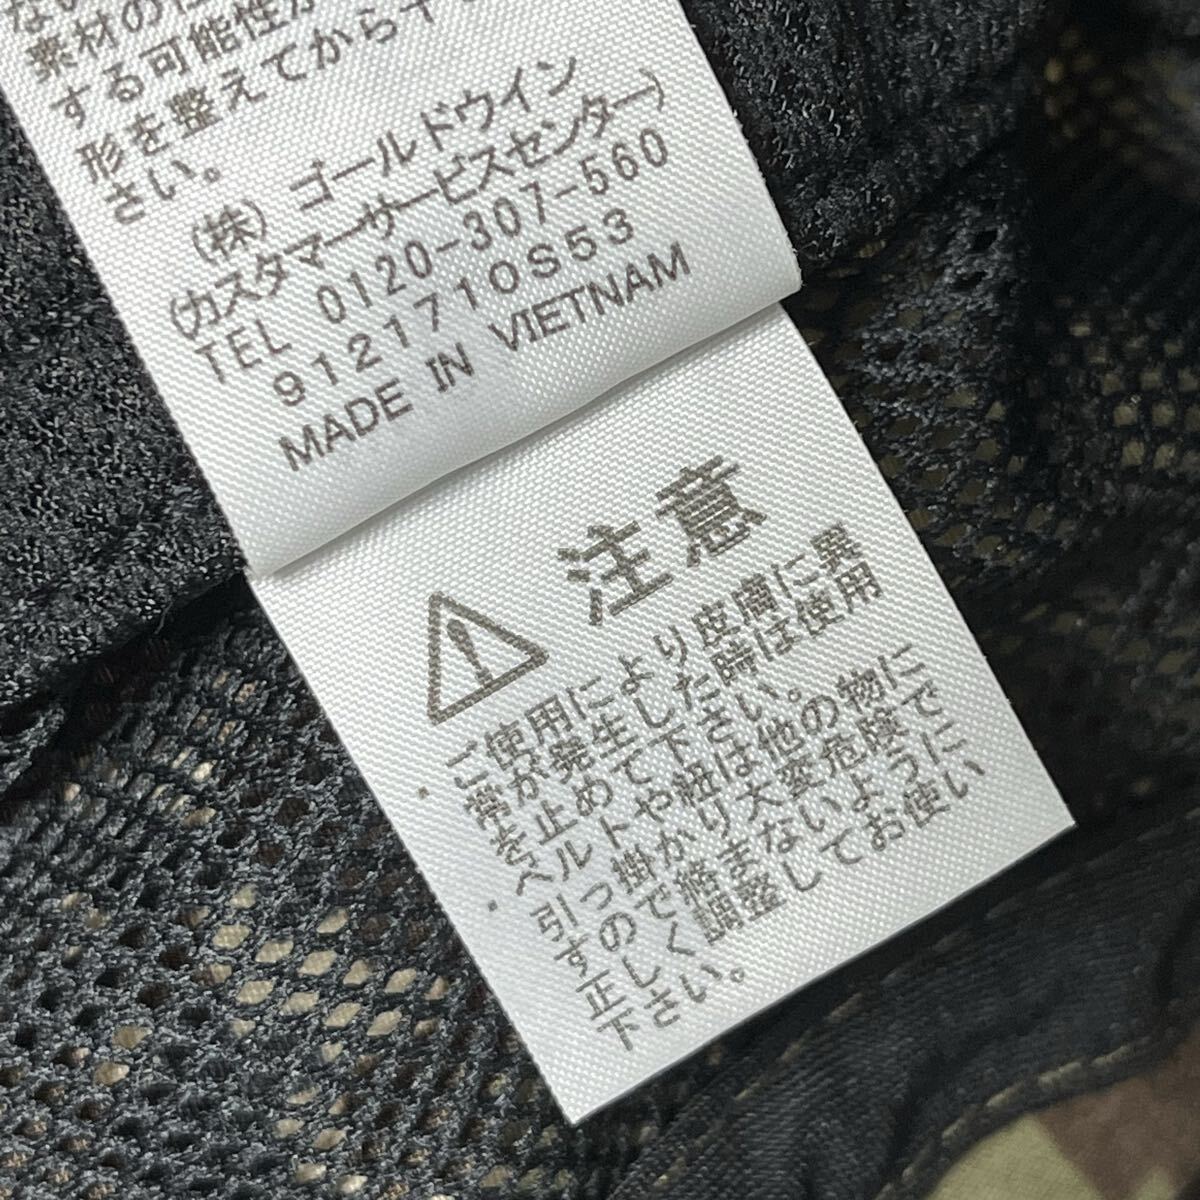 素材の
する可能性が
形を整えてから干
さい。
(株) ゴールドウイン
(カスタマーサービスセンター)
TEL 0120-307-560
9121710S53
MADE IN VIETNAM
注意
・ご使用により皮膚に異
常が発生した時は使用
を止めて下さい。
・ベルトや紐は他の物に
引っ掛かり大変危険で
すので絶まないように
正しく調整してお使い
下さい。